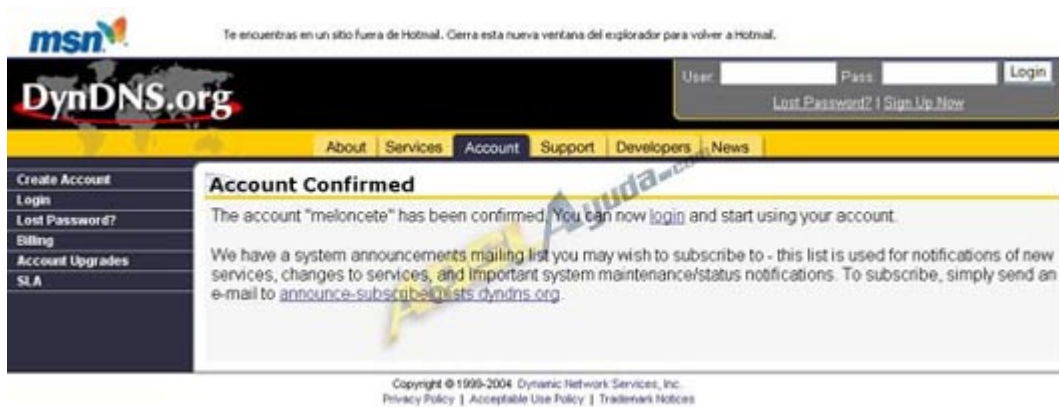 msn
Te encuentras en un sitio fuera de Hotmail. Cierra esta nueva ventana del explorador para volver a Hotmail.
DynDNS.org
User: Pass: Login
Lost Password? | Sign Up Now
About Services Account Support Developers News
Create Account
Login
Lost Password?
Billing
Account Upgrades
SLA
Account Confirmed
The account "meloncete" has been confirmed. You can now login and start using your account.
We have a system announcements mailing list you may wish to subscribe to - this list is used for notifications of new
services, changes to services, and important system maintenance/status notifications. To subscribe, simply send an
e-mail to announce-subscribe@lists.dyndns.org.
Ayuda.com
Copyright © 1999-2004 Dynamic Network Services, Inc.
Privacy Policy | Acceptable Use Policy | Trademark Notices